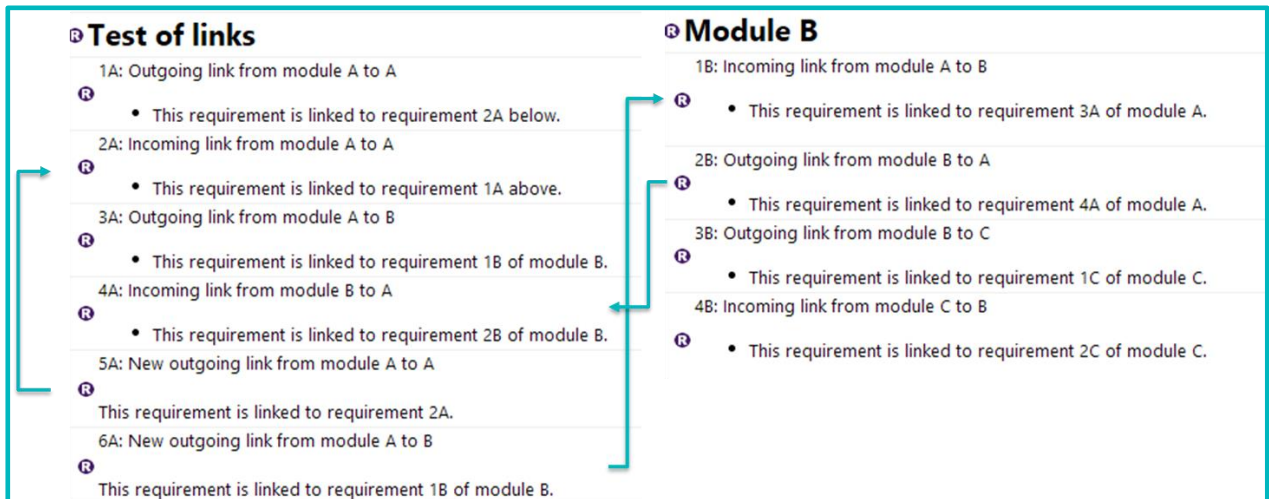 Test of links
1A: Outgoing link from module A to A
R
• This requirement is linked to requirement 2A below.
2A: Incoming link from module A to A
R
• This requirement is linked to requirement 1A above.
3A: Outgoing link from module A to B
R
• This requirement is linked to requirement 1B of module B.
4A: Incoming link from module B to A
R
• This requirement is linked to requirement 2B of module B.
5A: New outgoing link from module A to A
R
This requirement is linked to requirement 2A.
6A: New outgoing link from module A to B
R
This requirement is linked to requirement 1B of module B.
R Module B
1B: Incoming link from module A to B
R
• This requirement is linked to requirement 3A of module A.
2B: Outgoing link from module B to A
R
• This requirement is linked to requirement 4A of module A.
3B: Outgoing link from module B to C
R
• This requirement is linked to requirement 1C of module C.
4B: Incoming link from module C to B
R
• This requirement is linked to requirement 2C of module C.